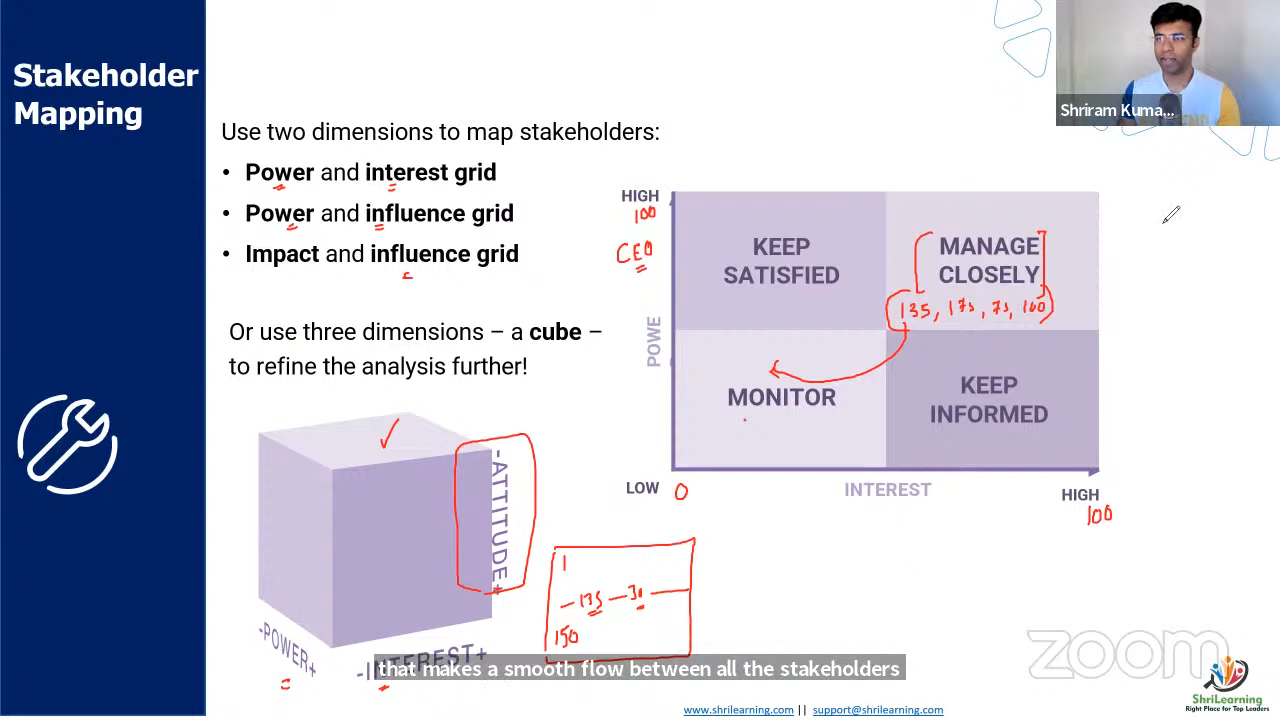 Stakeholder
Mapping
Shriram Kuma...
Use two dimensions to map stakeholders:
• Power and interest grid
• Power and influence grid
• Impact and influence grid
Or use three dimensions – a cube –
to refine the analysis further!
HIGH
100
CEO
POWE
KEEP
SATISFIED
MANAGE
CLOSELY
135, 175, 75, 100
MONITOR
KEEP
INFORMED
LOW
0
INTEREST
HIGH
100
-ATTITUDE+
-POWER+
-INTEREST+
1
135 – 30
150
that makes a smooth flow between all the stakeholders
zoom
ShriLearning
Right Place for Top Leaders
www.shrilearning.com || support@shrilearning.com